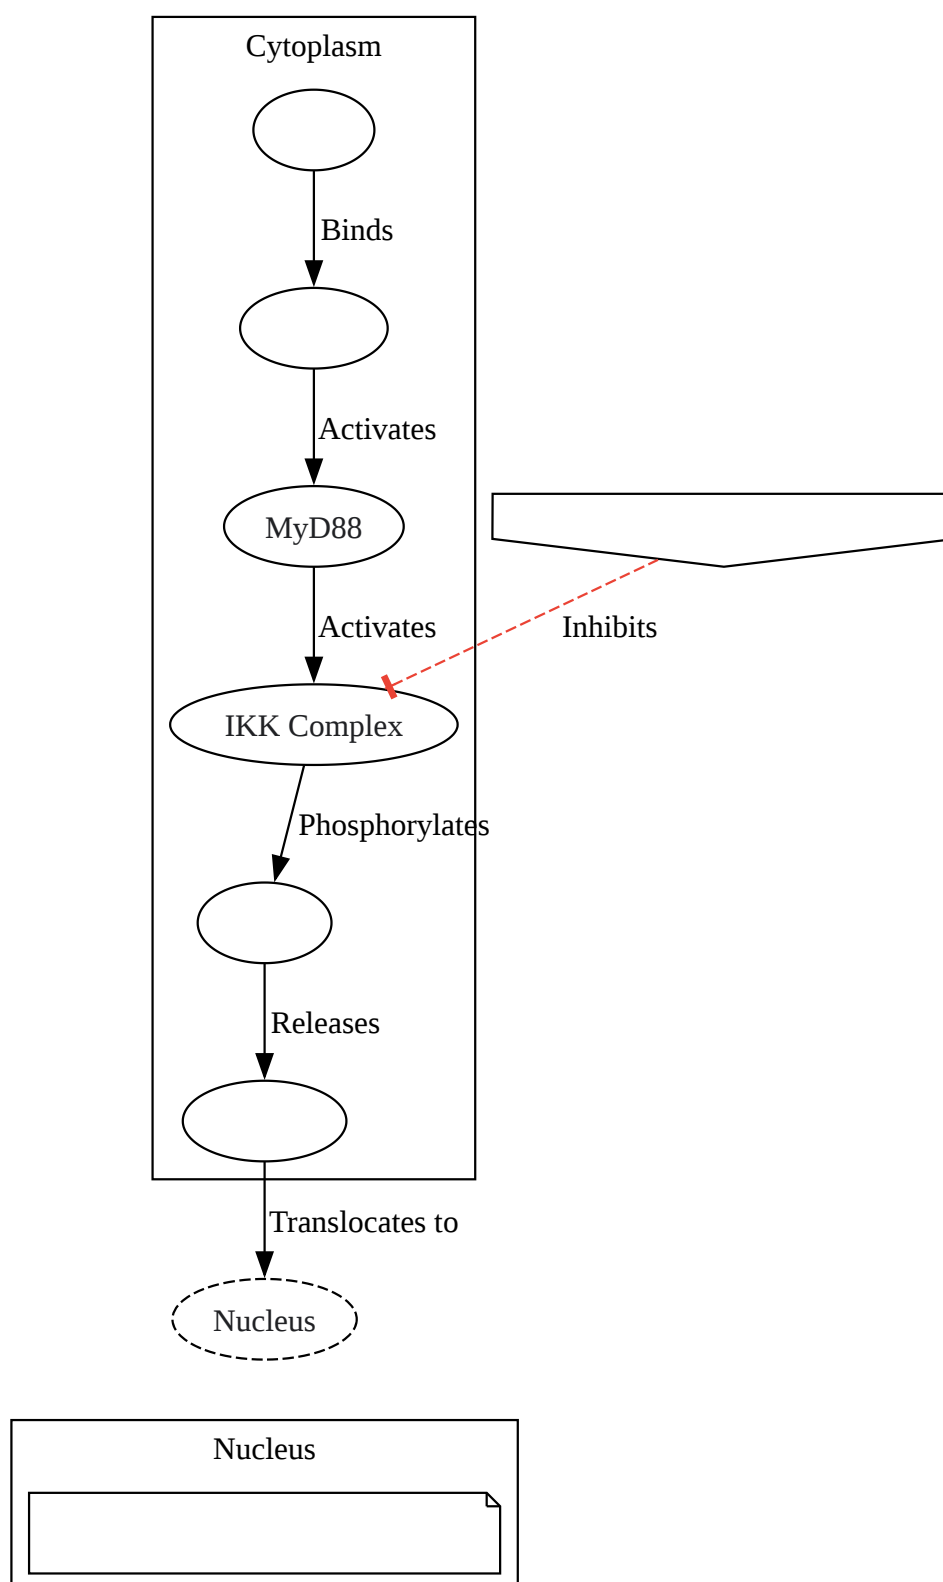 Cytoplasm
Binds
Activates
MyD88
Activates
Inhibits
IKK Complex
Phosphorylates
Releases
Translocates to
Nucleus
Nucleus